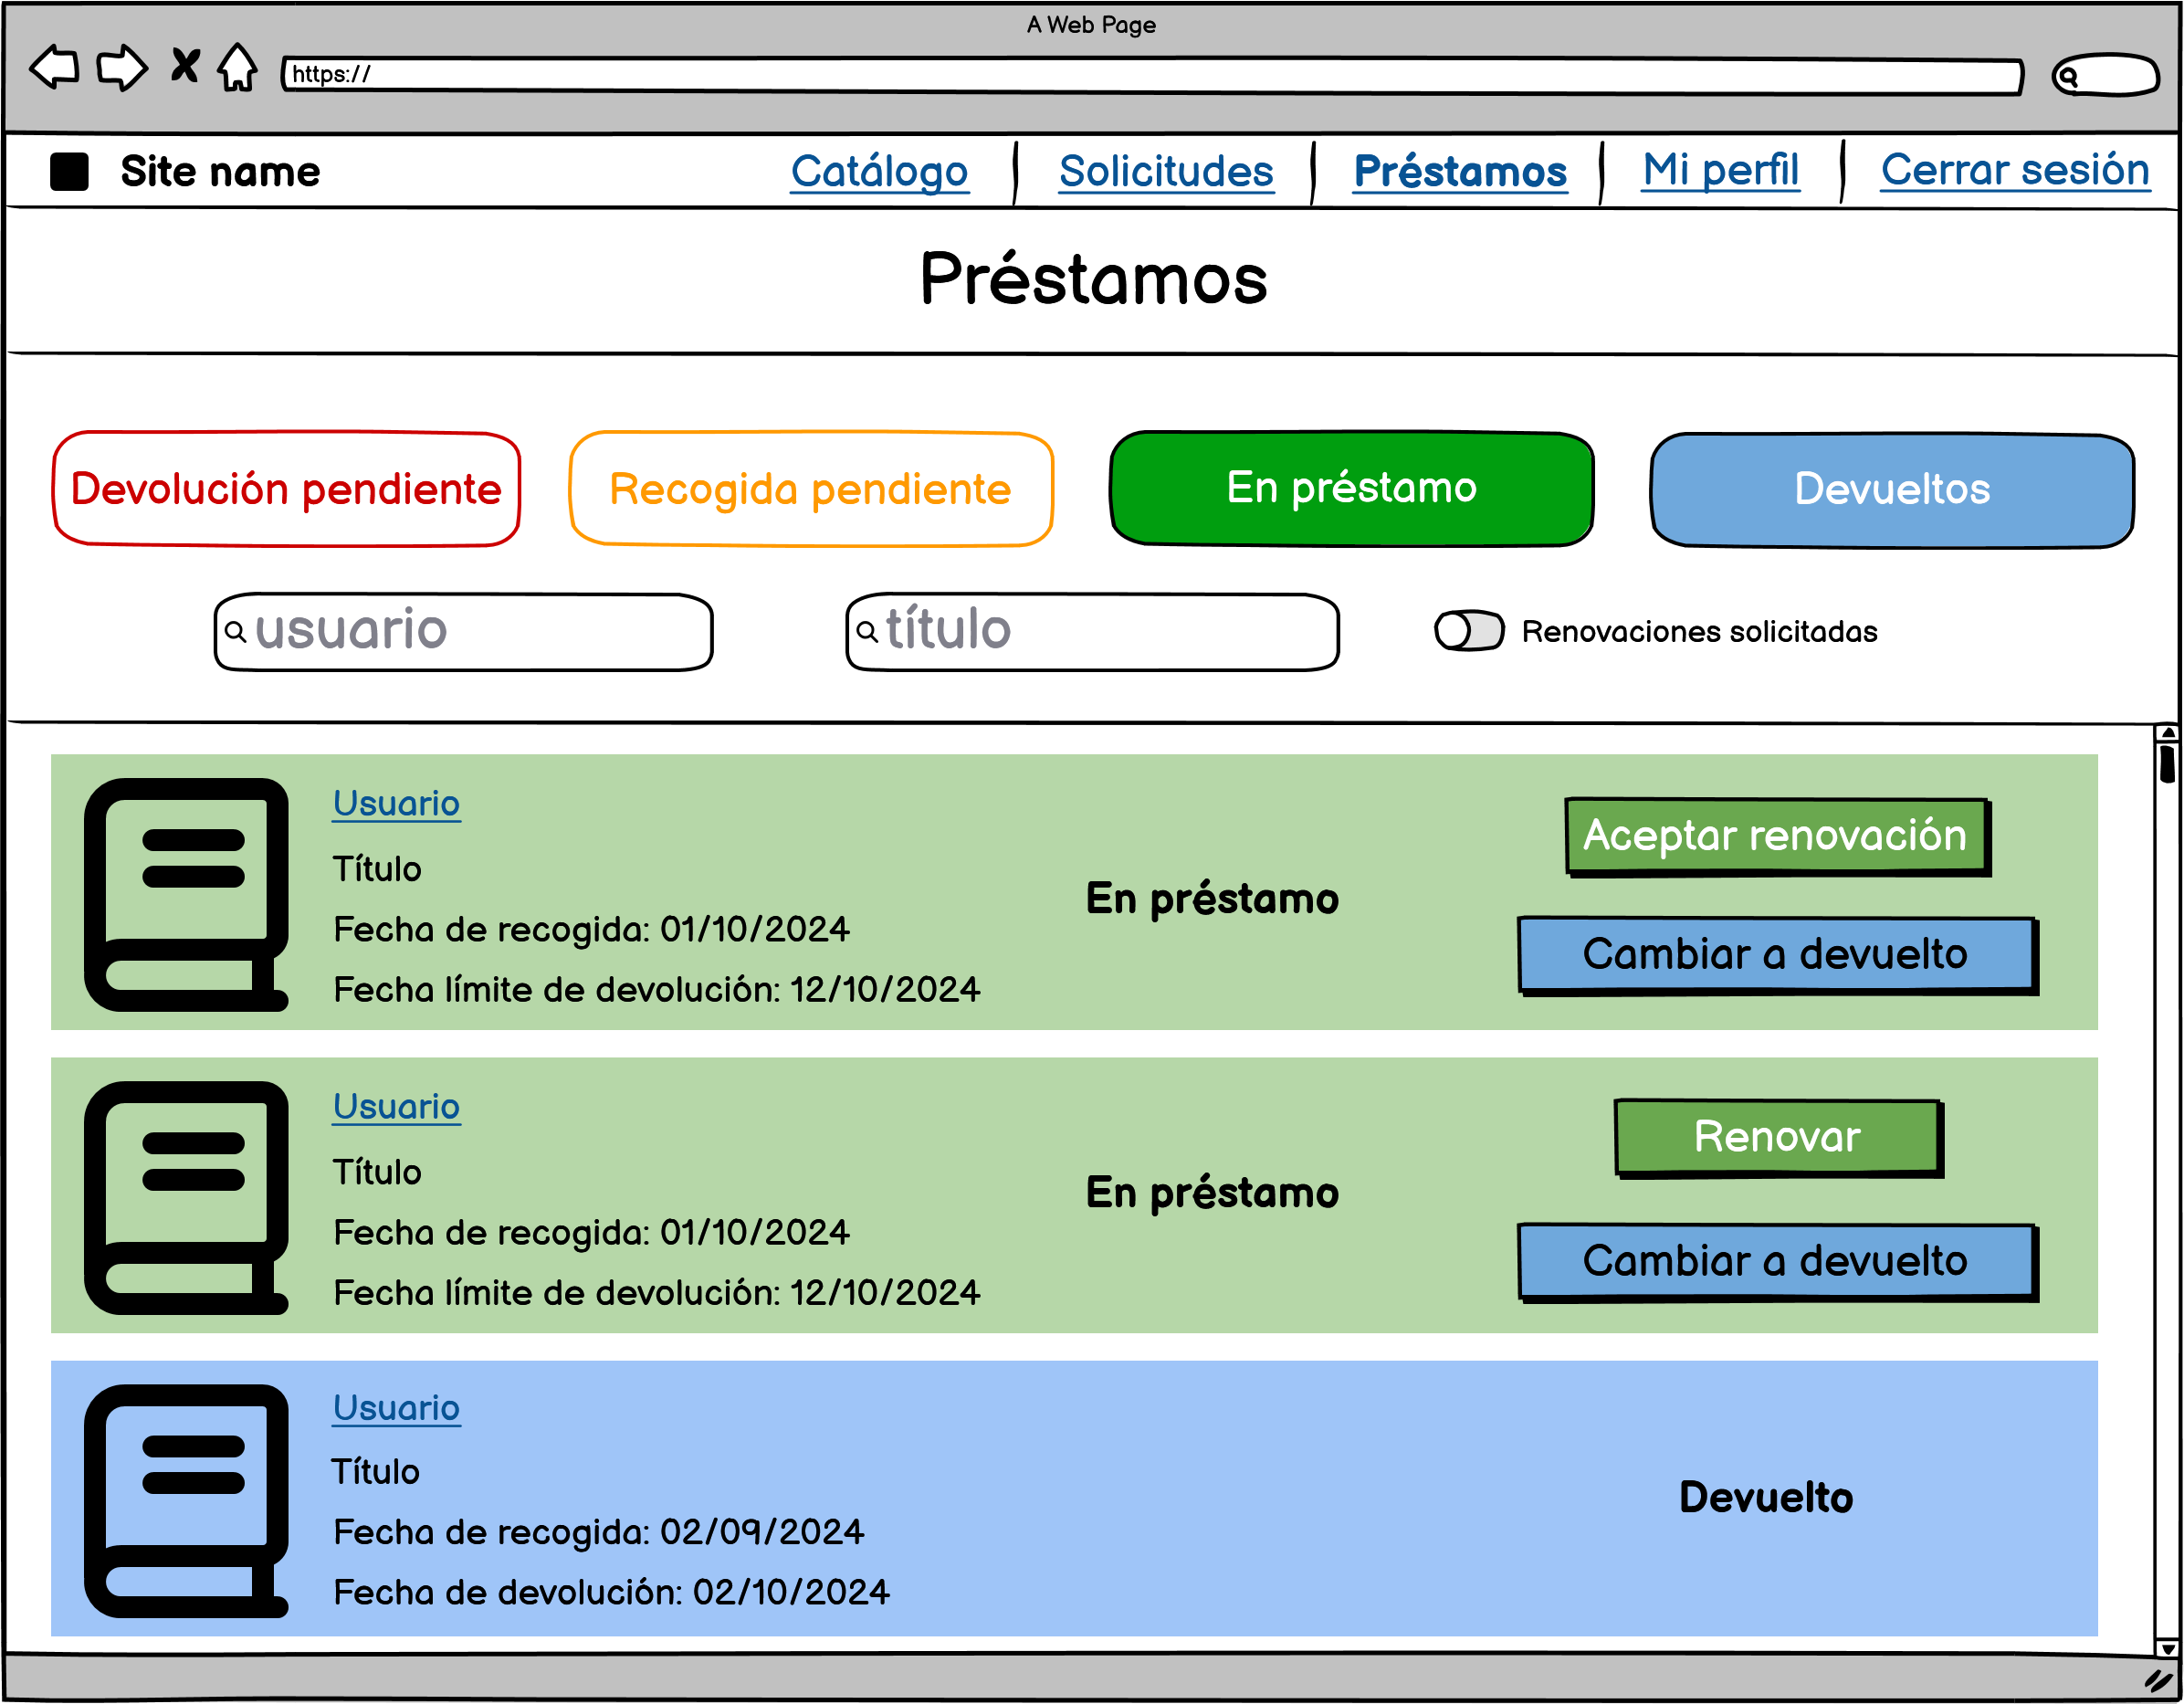 A Web Page
https://
Site name
Catálogo
Solicitudes
Préstamos
Mi perfil
Cerrar sesión
Préstamos
Devolución pendiente
Recogida pendiente
En préstamo
Devueltos
usuario
título
Renovaciones solicitadas
Usuario
Título
Fecha de recogida: 01/10/2024
Fecha límite de devolución: 12/10/2024
En préstamo
Aceptar renovación
Cambiar a devuelto
Usuario
Título
Fecha de recogida: 01/10/2024
Fecha límite de devolución: 12/10/2024
En préstamo
Renovar
Cambiar a devuelto
Usuario
Título
Fecha de recogida: 02/09/2024
Fecha de devolución: 02/10/2024
Devuelto